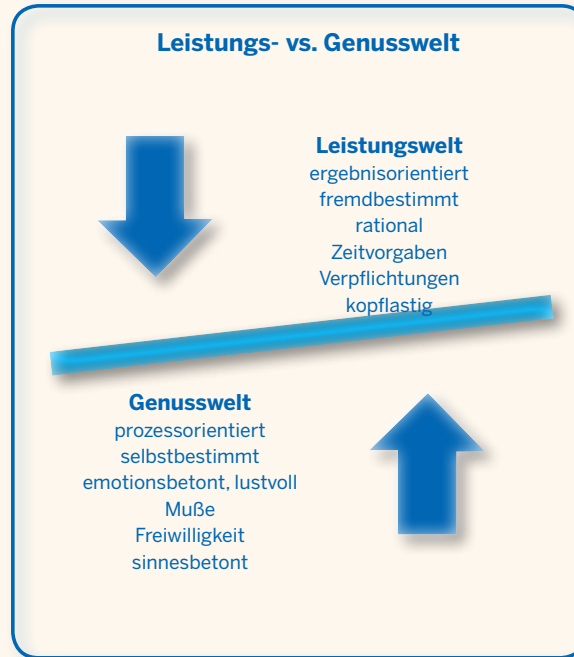 Leistungs- vs. Genusswelt
Leistungswelt
ergebnisorientiert
fremdbestimmt
rational
Zeitvorgaben
Verpflichtungen
kopflastig
Genusswelt
prozessorientiert
selbstbestimmt
emotionsbetont, lustvoll
Muße
Freiwilligkeit
sinnesbetont